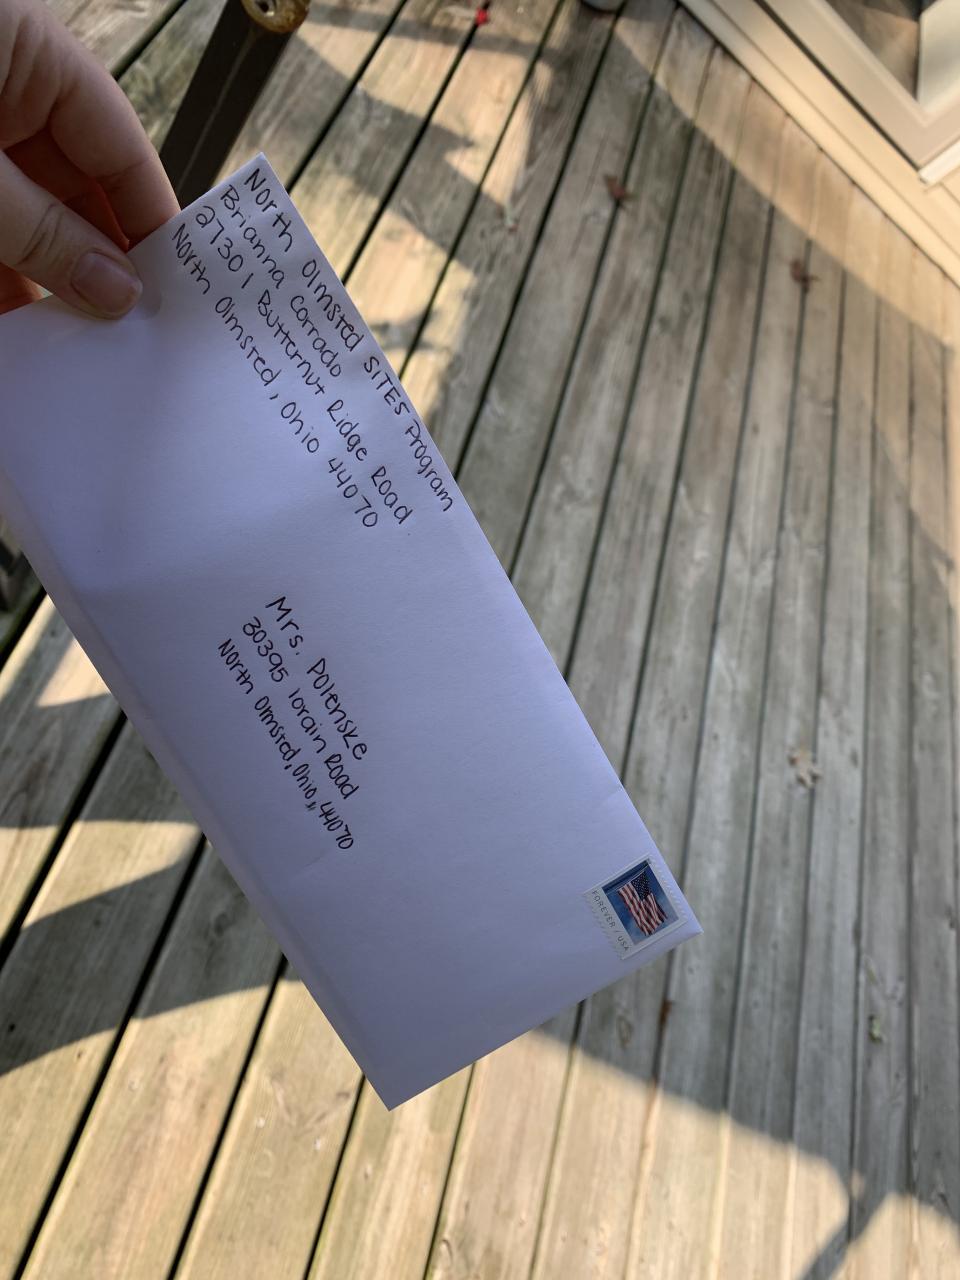 North Olmsted SITES Program
Brianna Corrado
27301 Butternut Ridge Road
North Olmsted, Ohio 44070
Mrs. Polenske
30395 lorain Road
North Olmsted, Ohio, 44070
FOREVER / USA